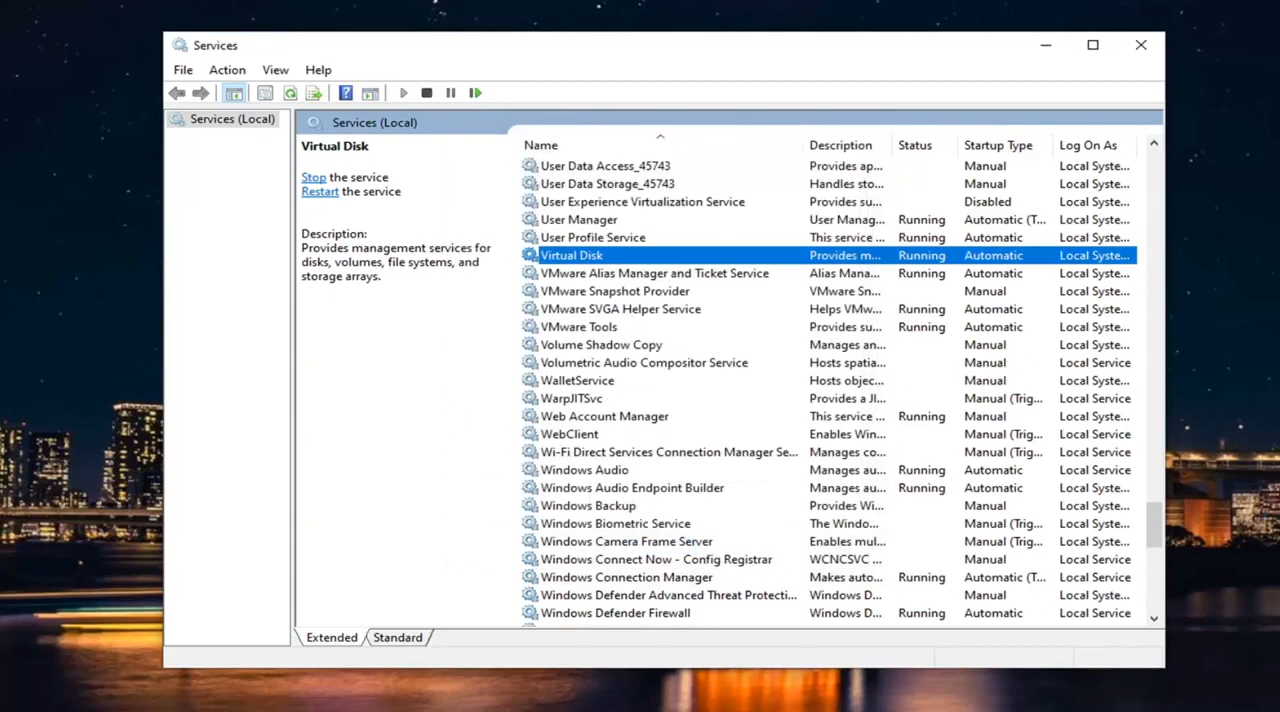 Services
File Action View Help
Services (Local)
Services (Local)
Virtual Disk
Stop the service
Restart the service
Description:
Provides management services for
disks, volumes, file systems, and
storage arrays.
Name Description Status Startup Type Log On As
User Data Access_45743 Provides ap... Manual Local Syste...
User Data Storage_45743 Handles sto... Manual Local Syste...
User Experience Virtualization Service Provides su... Disabled Local Syste...
User Manager User Manag... Running Automatic (T... Local Syste...
User Profile Service This service ... Running Automatic Local Syste...
Virtual Disk Provides m... Running Automatic Local Syste...
VMware Alias Manager and Ticket Service Alias Mana... Running Automatic Local Syste...
VMware Snapshot Provider VMware Sn... Manual Local Syste...
VMware SVGA Helper Service Helps VMw... Running Automatic Local Syste...
VMware Tools Provides su... Running Automatic Local Syste...
Volume Shadow Copy Manages an... Manual Local Syste...
Volumetric Audio Compositor Service Hosts spatia... Manual Local Service
WalletService Hosts objec... Manual Local Syste...
WarpJITSvc Provides a JI... Manual (Trig... Local Service
Web Account Manager This service ... Running Manual Local Syste...
WebClient Enables Win... Manual (Trig... Local Service
Wi-Fi Direct Services Connection Manager Se... Manages co... Manual (Trig... Local Service
Windows Audio Manages au... Running Automatic Local Service
Windows Audio Endpoint Builder Manages au... Running Automatic Local Syste...
Windows Backup Provides Wi... Manual Local Syste...
Windows Biometric Service The Windo... Manual (Trig... Local Syste...
Windows Camera Frame Server Enables mul... Manual (Trig... Local Service
Windows Connect Now - Config Registrar WCNCSVC ... Manual Local Service
Windows Connection Manager Makes auto... Running Automatic (T... Local Service
Windows Defender Advanced Threat Protecti... Windows D... Manual Local Syste...
Windows Defender Firewall Windows D... Running Automatic Local Service
Extended Standard